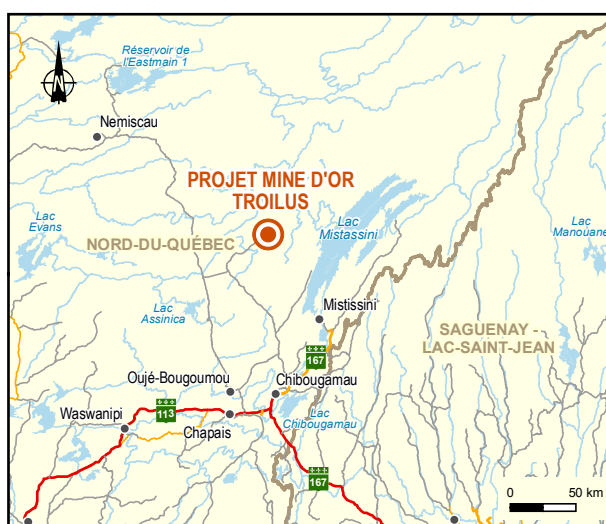 Réservoir de
l'Eastmain 1
Nemiscau
PROJET MINE D'OR
TROILUS
Lac
Evans
NORD-DU-QUÉBEC
Lac
Mistassini
Lac
Manouane
Lac
Assinica
Mistissini
SAGUENAY -
LAC-SAINT-JEAN
167
Oujé-Bougoumou
Chibougamau
113
Waswanipi
Chapais
Lac
Chibougamau
167
0 50 km